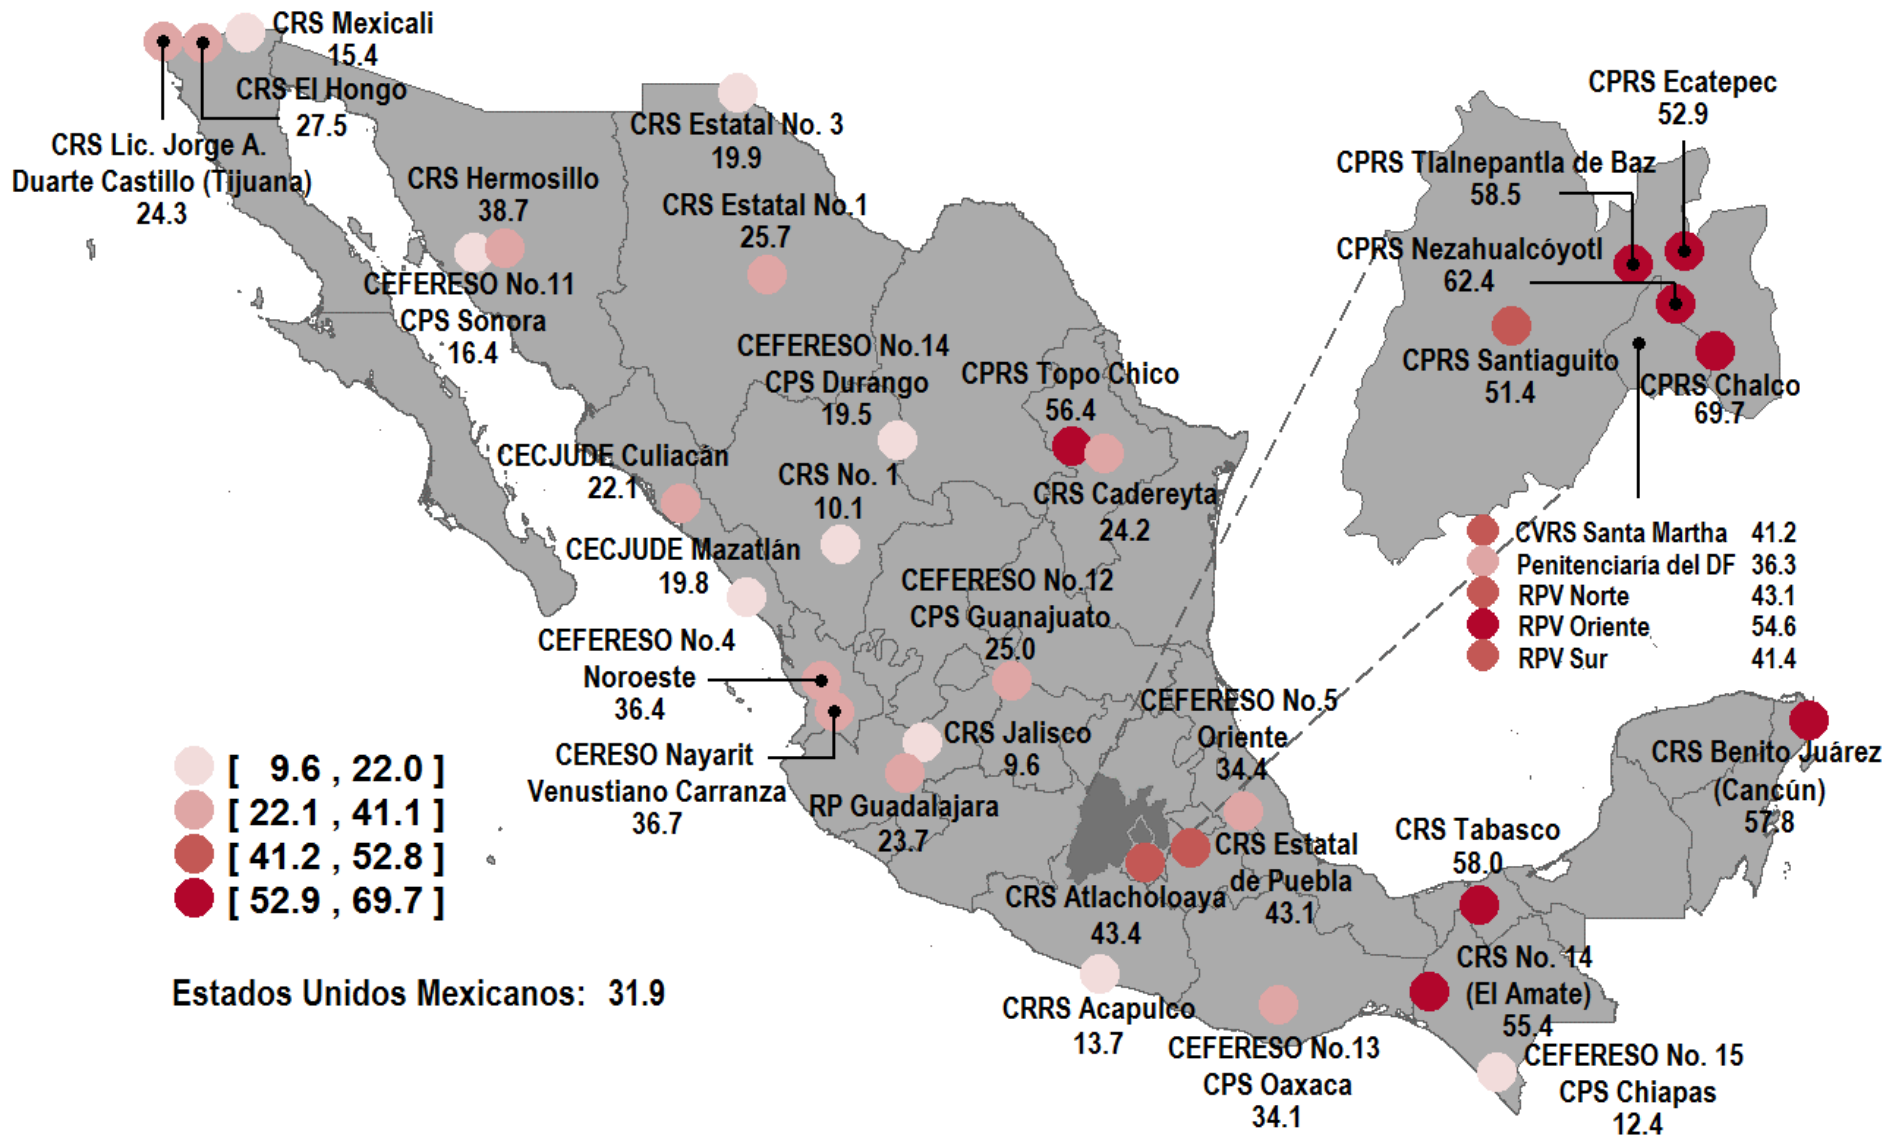 CRS Mexicali
15.4
CRS El Hongo
27.5
CRS Lic. Jorge A.
Duarte Castillo (Tijuana)
24.3
CRS Hermosillo
38.7
CEFERESO No.11
CPS Sonora
16.4
CRS Estatal No. 3
19.9
CRS Estatal No.1
25.7
CEFERESO No.14
CPS Durango
19.5
CPRS Topo Chico
56.4
CRS Cadereyta
24.2
CECJUDE Culiacán
22.1
CRS No. 1
10.1
CECJUDE Mazatlán
19.8
CEFERESO No.12
CPS Guanajuato
25.0
CEFERESO No.4
Noroeste
36.4
CERESO Nayarit
Venustiano Carranza
36.7
CRS Jalisco
9.6
RP Guadalajara
23.7
CEFERESO No.5
Oriente
34.4
CRS Estatal
de Puebla
43.1
CRS Atlacholoaya
43.4
CRRS Acapulco
13.7
CEFERESO No.13
CPS Oaxaca
34.1
CRS Tabasco
58.0
CRS No. 14
(El Amate)
55.4
CEFERESO No. 15
CPS Chiapas
12.4
CRS Benito Juárez
(Cancún)
57.8
CPRS Ecatepec
52.9
CPRS Tlalnepantla de Baz
58.5
CPRS Nezahualcóyotl
62.4
CPRS Santiaguito
51.4
CPRS Chalco
69.7
CVRS Santa Martha 41.2
Penitenciaría del DF 36.3
RPV Norte 43.1
RPV Oriente 54.6
RPV Sur 41.4
[ 9.6 , 22.0 ]
[ 22.1 , 41.1 ]
[ 41.2 , 52.8 ]
[ 52.9 , 69.7 ]
Estados Unidos Mexicanos: 31.9